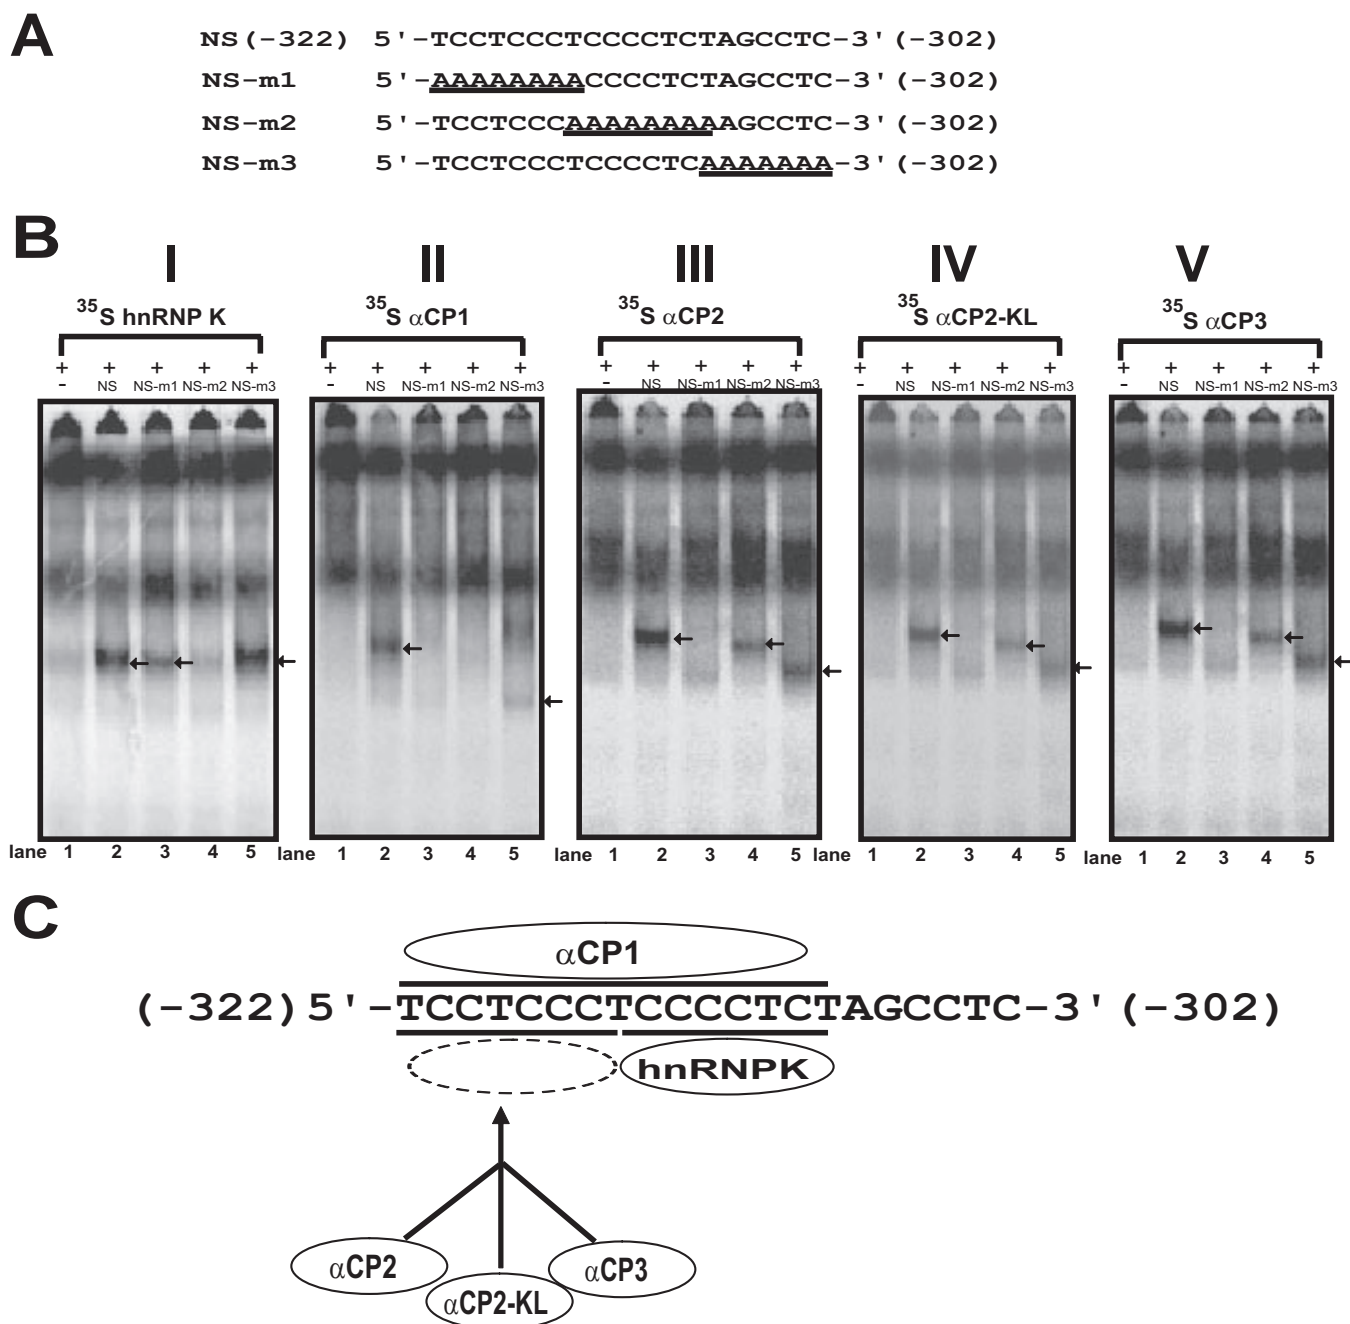 A
NS(-322) 5'-TCCTCCCTCCCCTCTAGCCTC-3'(-302)
NS-m1 5'-AAAAAAAACCCCTCTAGCCTC-3'(-302)
NS-m2 5'-TCCTCCCAAAAAAAAAGCCTC-3'(-302)
NS-m3 5'-TCCTCCCTCCCCTCAAAAAAA-3'(-302)
B
I II III IV V
35S hnRNP K 35S αCP1 35S αCP2 35S αCP2-KL 35S αCP3
+ + + + + + + + + + + + + + + + + + + + + + + + +
- NS NS-m1 NS-m2 NS-m3 - NS NS-m1 NS-m2 NS-m3 - NS NS-m1 NS-m2 NS-m3 - NS NS-m1 NS-m2 NS-m3 - NS NS-m1 NS-m2 NS-m3
lane 1 2 3 4 5 lane 1 2 3 4 5 lane 1 2 3 4 5 lane 1 2 3 4 5 lane 1 2 3 4 5
C
αCP1
(-322)5'-TCCTCCCTCCCCTCTAGCCTC-3'(-302)
hnRNPK
αCP2 αCP3
αCP2-KL